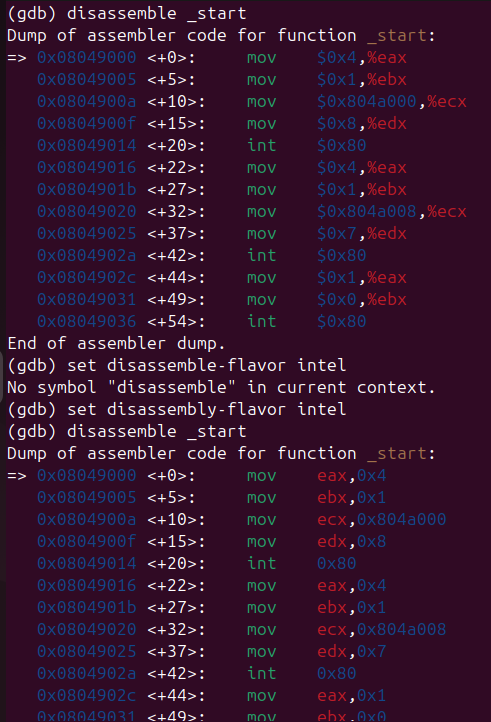 (gdb) disassemble _start
Dump of assembler code for function _start:
=> 0x08049000 <+0>:     mov    $0x4,%eax
   0x08049005 <+5>:     mov    $0x1,%ebx
   0x0804900a <+10>:    mov    $0x804a000,%ecx
   0x0804900f <+15>:    mov    $0x8,%edx
   0x08049014 <+20>:    int    $0x80
   0x08049016 <+22>:    mov    $0x4,%eax
   0x0804901b <+27>:    mov    $0x1,%ebx
   0x08049020 <+32>:    mov    $0x804a008,%ecx
   0x08049025 <+37>:    mov    $0x7,%edx
   0x0804902a <+42>:    int    $0x80
   0x0804902c <+44>:    mov    $0x1,%eax
   0x08049031 <+49>:    mov    $0x0,%ebx
   0x08049036 <+54>:    int    $0x80
End of assembler dump.
(gdb) set disassemble-flavor intel
No symbol "disassemble" in current context.
(gdb) set disassembly-flavor intel
(gdb) disassemble _start
Dump of assembler code for function _start:
=> 0x08049000 <+0>:     mov    eax,0x4
   0x08049005 <+5>:     mov    ebx,0x1
   0x0804900a <+10>:    mov    ecx,0x804a000
   0x0804900f <+15>:    mov    edx,0x8
   0x08049014 <+20>:    int    0x80
   0x08049016 <+22>:    mov    eax,0x4
   0x0804901b <+27>:    mov    ebx,0x1
   0x08049020 <+32>:    mov    ecx,0x804a008
   0x08049025 <+37>:    mov    edx,0x7
   0x0804902a <+42>:    int    0x80
   0x0804902c <+44>:    mov    eax,0x1
   0x08049031 <+49>:    mov    ebx,0x0